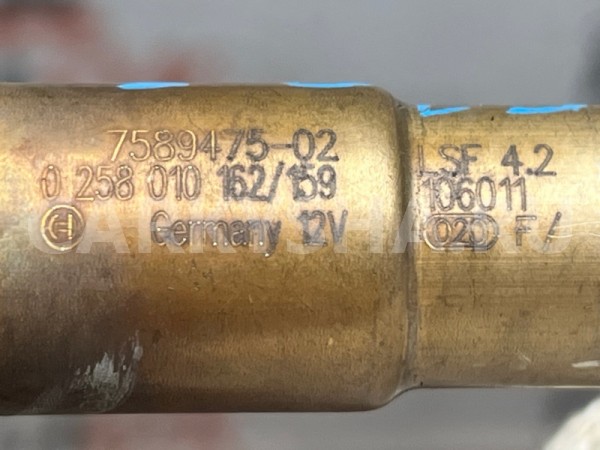 7589475-02
0 258 010 162/159
Germany 12V
LSF 4.2
106011
020 F/